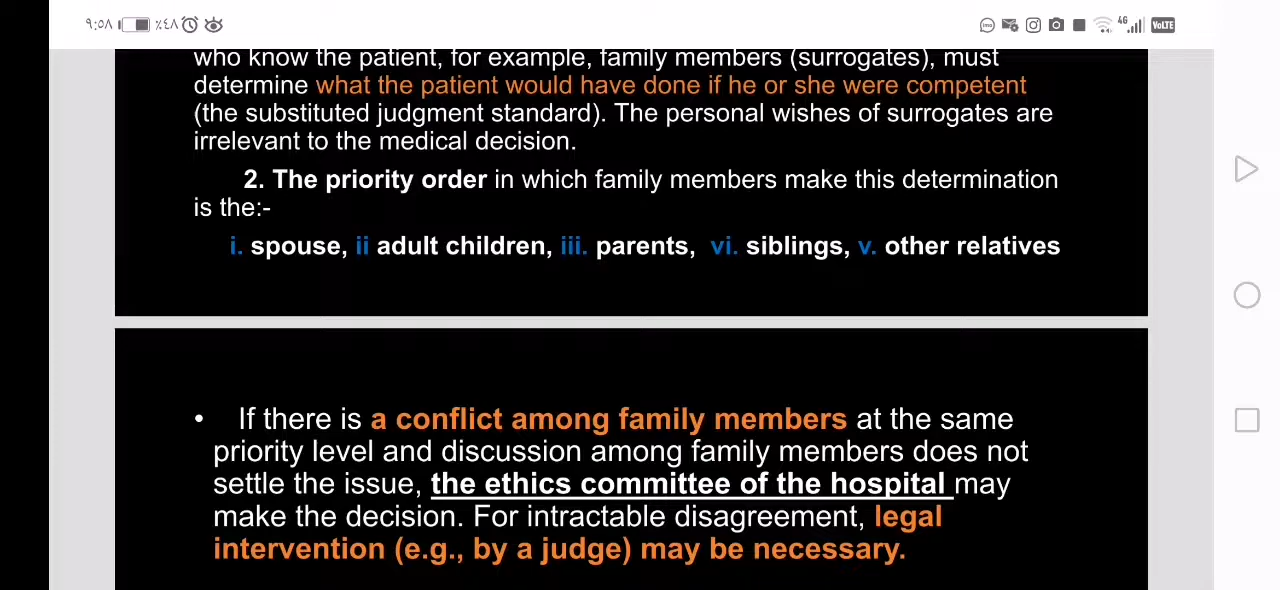 ٩:٥٨ ٪٤٨ 4G VoLTE
who know the patient, for example, family members (surrogates), must
determine what the patient would have done if he or she were competent
(the substituted judgment standard). The personal wishes of surrogates are
irrelevant to the medical decision.
2. The priority order in which family members make this determination
is the:-
i. spouse, ii adult children, iii. parents, vi. siblings, v. other relatives
• If there is a conflict among family members at the same
priority level and discussion among family members does not
settle the issue, the ethics committee of the hospital may
make the decision. For intractable disagreement, legal
intervention (e.g., by a judge) may be necessary.